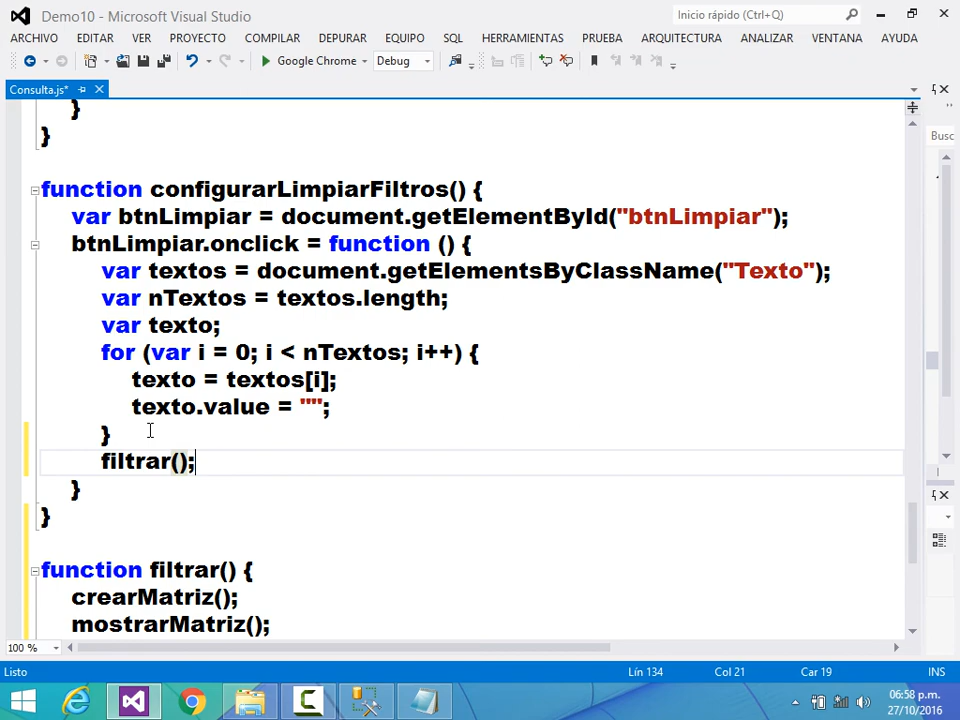 Demo10 - Microsoft Visual Studio
Inicio rápido (Ctrl+Q)
ARCHIVO EDITAR VER PROYECTO COMPILAR DEPURAR EQUIPO SQL HERRAMIENTAS PRUEBA ARQUITECTURA ANALIZAR VENTANA AYUDA
Google Chrome Debug
Consulta.js*
Busc
}
}
function configurarLimpiarFiltros() {
var btnLimpiar = document.getElementById("btnLimpiar");
btnLimpiar.onclick = function () {
var textos = document.getElementsByClassName("Texto");
var nTextos = textos.length;
var texto;
for (var i = 0; i < nTextos; i++) {
texto = textos[i];
texto.value = "";
}
filtrar();
}
}
function filtrar() {
crearMatriz();
mostrarMatriz();
100 %
Listo Lín 134 Col 21 Car 19 INS
06:58 p.m.
27/10/2016